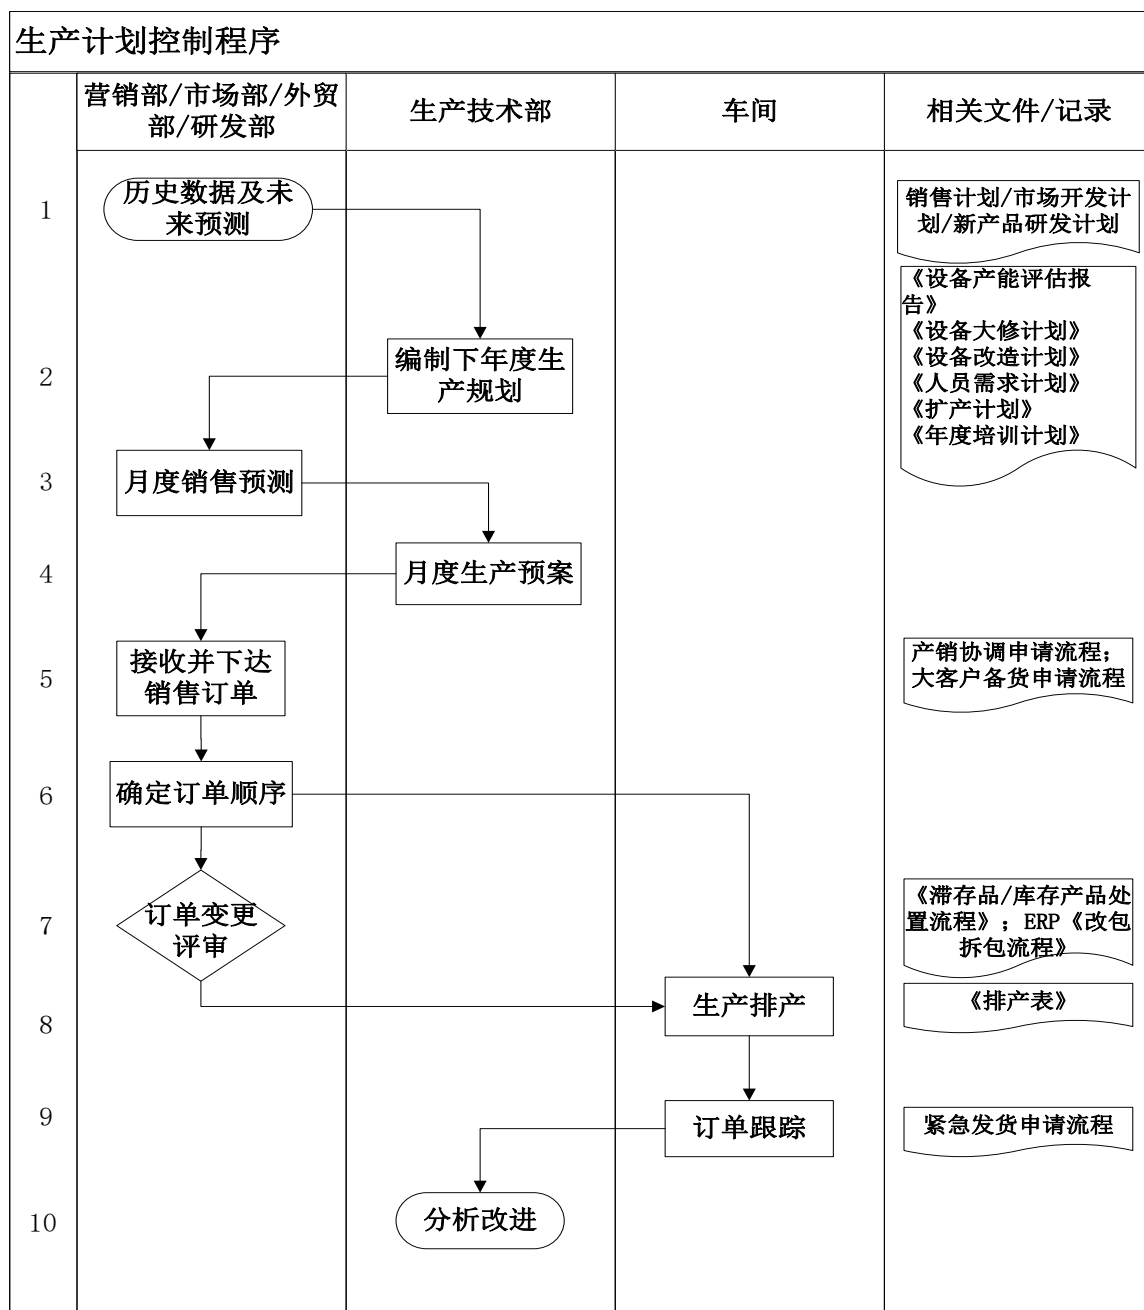 生产计划控制程序
营销部/市场部/外贸
部/研发部
生产技术部
车间
相关文件/记录
1
历史数据及未
来预测
销售计划/市场开发计
划/新产品研发计划
2
编制下年度生
产规划
《设备产能评估报
告》
《设备大修计划》
《设备改造计划》
《人员需求计划》
《扩产计划》
《年度培训计划》
3
月度销售预测
4
月度生产预案
5
接收并下达
销售订单
产销协调申请流程；
大客户备货申请流程
6
确定订单顺序
7
订单变更
评审
《滞存品/库存产品处
置流程》；ERP《改包
拆包流程》
8
生产排产
《排产表》
9
订单跟踪
紧急发货申请流程
10
分析改进